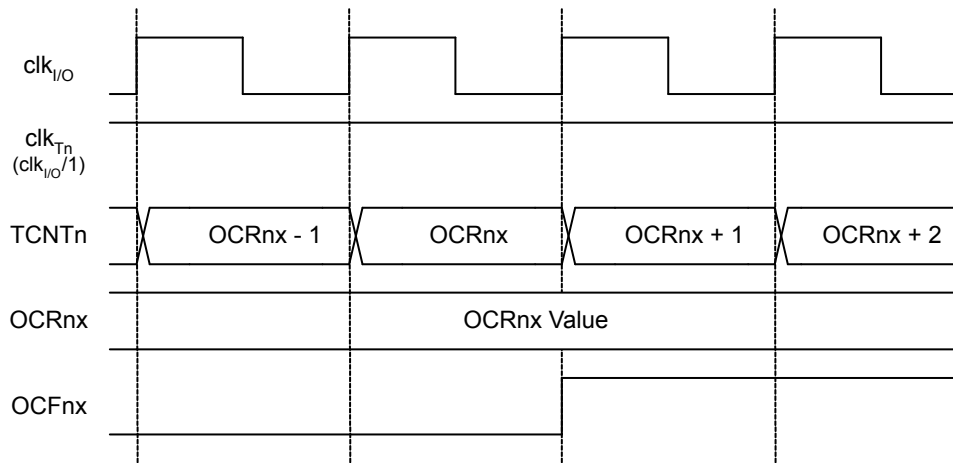 clkI/O
clkTn
(clkI/O/1)
TCNTn OCRnx - 1 OCRnx OCRnx + 1 OCRnx + 2
OCRnx OCRnx Value
OCFnx